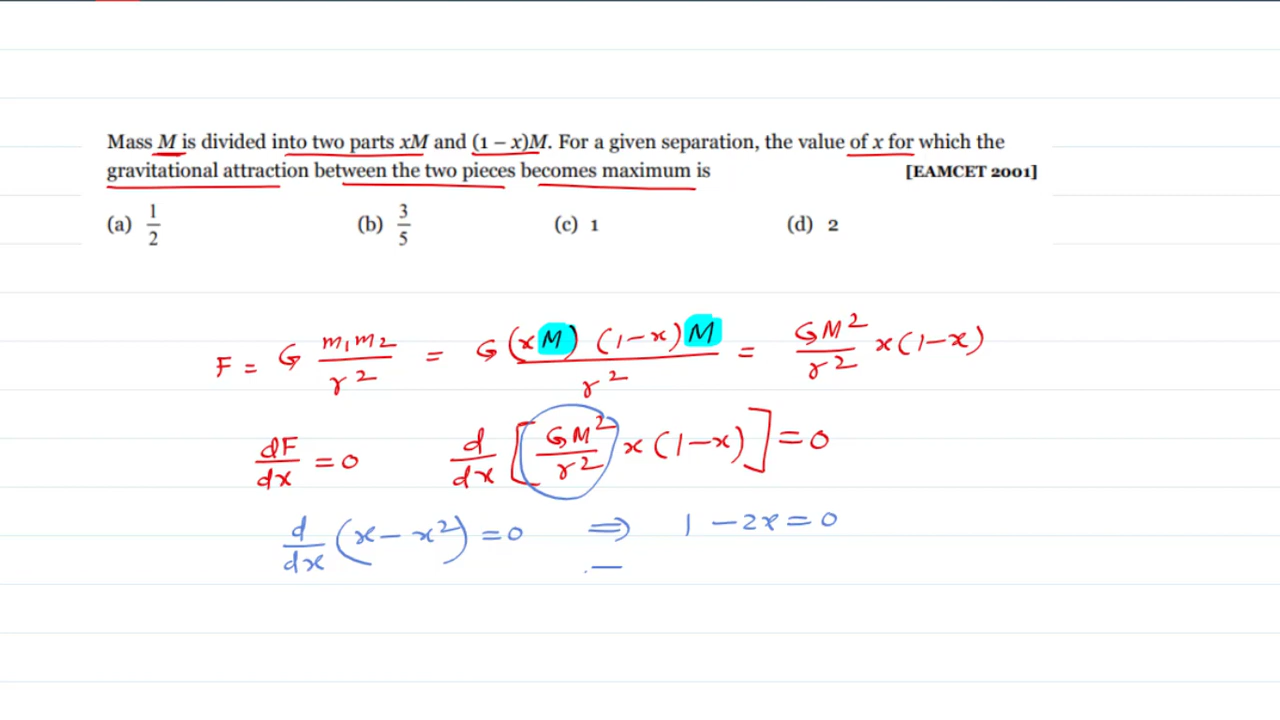 Mass M is divided into two parts xM and (1 – x)M. For a given separation, the value of x for which the
gravitational attraction between the two pieces becomes maximum is [EAMCET 2001]
(a) 1/2 (b) 3/5 (c) 1 (d) 2
F = G m₁m₂/r² = G(xM)(1-x)M/r² = GM²/r² x(1-x)
dF/dx = 0 d/dx [GM²/r² x(1-x)] = 0
d/dx (x - x²) = 0 ⇒ 1 - 2x = 0